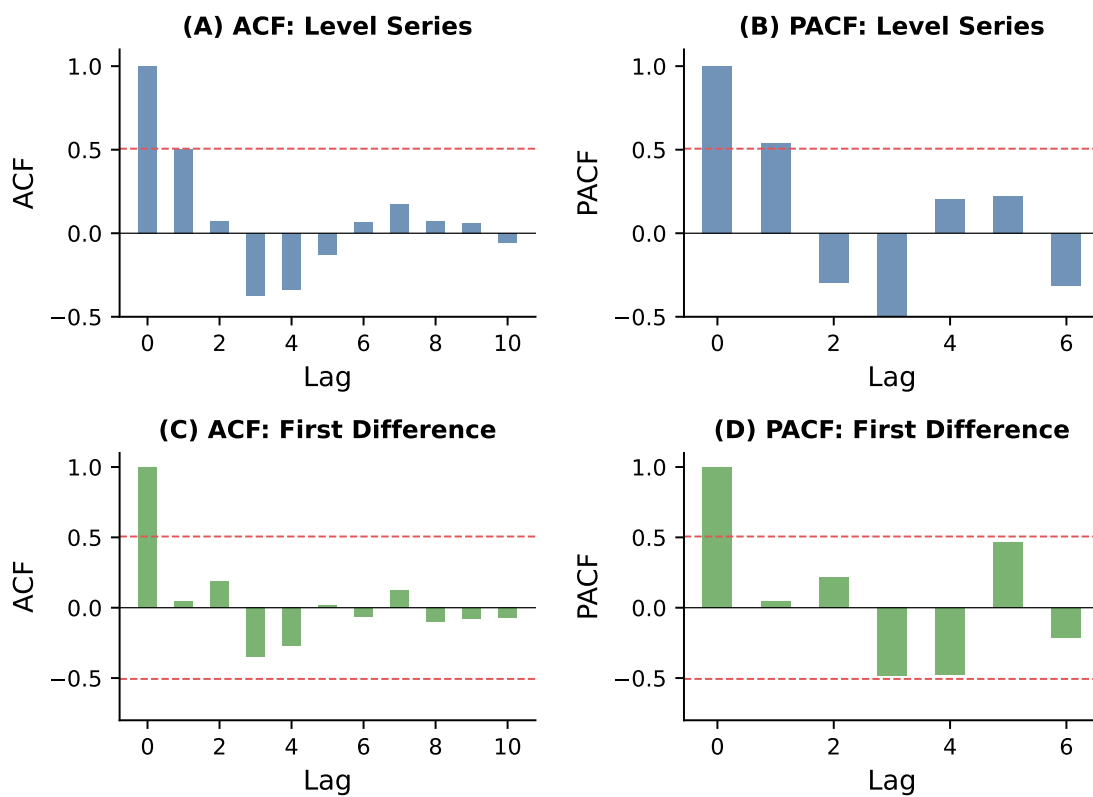 (A) ACF: Level Series
1.0
0.5
0.0
−0.5
ACF
0 2 4 6 8 10
Lag
(B) PACF: Level Series
1.0
0.5
0.0
−0.5
PACF
0 2 4 6
Lag
(C) ACF: First Difference
1.0
0.5
0.0
−0.5
ACF
0 2 4 6 8 10
Lag
(D) PACF: First Difference
1.0
0.5
0.0
−0.5
PACF
0 2 4 6
Lag